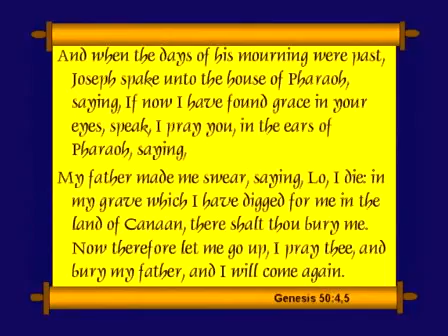 And when the days of his mourning were past,
Joseph spake unto the house of Pharaoh,
saying, If now I have found grace in your
eyes, speak, I pray you, in the ears of
Pharaoh, saying,
My father made me swear, saying, Lo, I die: in
my grave which I have digged for me in the
land of Canaan, there shalt thou bury me.
Now therefore let me go up, I pray thee, and
bury my father, and I will come again.
Genesis 50:4,5